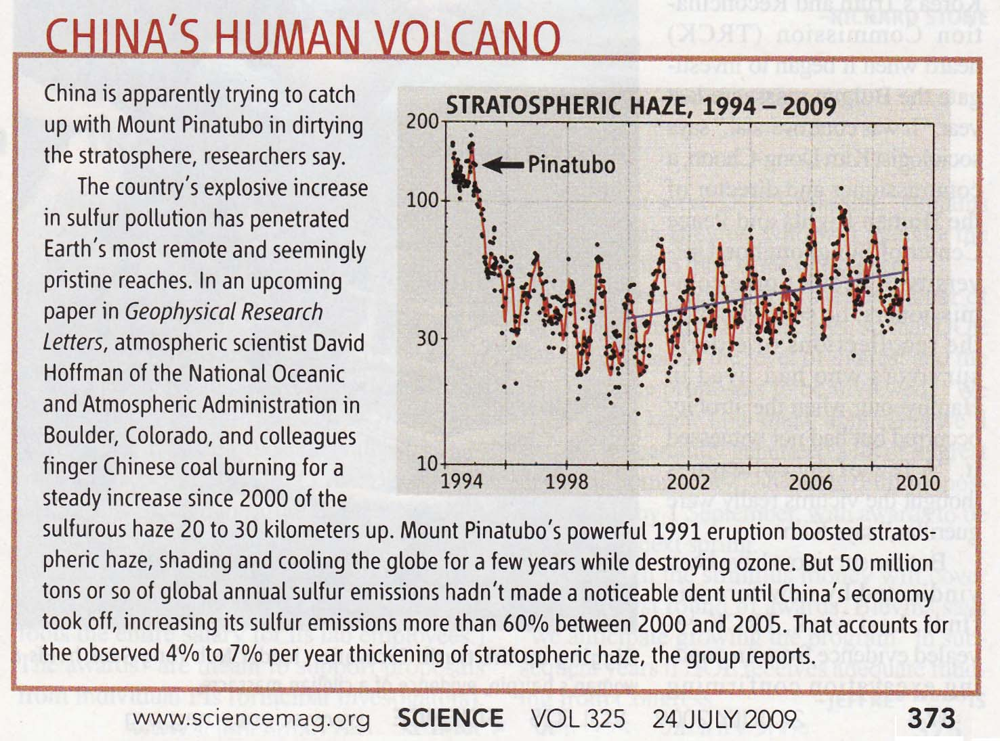 CHINA'S HUMAN VOLCANO
China is apparently trying to catch
up with Mount Pinatubo in dirtying
the stratosphere, researchers say.
The country's explosive increase
in sulfur pollution has penetrated
Earth's most remote and seemingly
pristine reaches. In an upcoming
paper in Geophysical Research
Letters, atmospheric scientist David
Hoffman of the National Oceanic
and Atmospheric Administration in
Boulder, Colorado, and colleagues
finger Chinese coal burning for a
steady increase since 2000 of the
sulfurous haze 20 to 30 kilometers up. Mount Pinatubo's powerful 1991 eruption boosted stratos-
pheric haze, shading and cooling the globe for a few years while destroying ozone. But 50 million
tons or so of global annual sulfur emissions hadn't made a noticeable dent until China's economy
took off, increasing its sulfur emissions more than 60% between 2000 and 2005. That accounts for
the observed 4% to 7% per year thickening of stratospheric haze, the group reports.
STRATOSPHERIC HAZE, 1994 – 2009
200
Pinatubo
100
30
10
1994 1998 2002 2006 2010
www.sciencemag.org SCIENCE VOL 325 24 JULY 2009 373